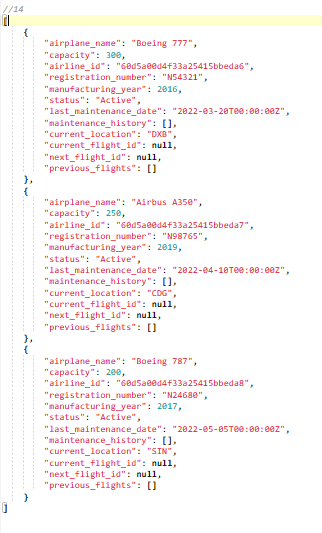 //14
[
    {
        "airplane_name": "Boeing 777",
        "capacity": 300,
        "airline_id": "60d5a00d4f33a25415bbeda6",
        "registration_number": "N54321",
        "manufacturing_year": 2016,
        "status": "Active",
        "last_maintenance_date": "2022-03-20T00:00:00Z",
        "maintenance_history": [],
        "current_location": "DXB",
        "current_flight_id": null,
        "next_flight_id": null,
        "previous_flights": []
    },
    {
        "airplane_name": "Airbus A350",
        "capacity": 250,
        "airline_id": "60d5a00d4f33a25415bbeda7",
        "registration_number": "N98765",
        "manufacturing_year": 2019,
        "status": "Active",
        "last_maintenance_date": "2022-04-10T00:00:00Z",
        "maintenance_history": [],
        "current_location": "CDG",
        "current_flight_id": null,
        "next_flight_id": null,
        "previous_flights": []
    },
    {
        "airplane_name": "Boeing 787",
        "capacity": 200,
        "airline_id": "60d5a00d4f33a25415bbeda8",
        "registration_number": "N24680",
        "manufacturing_year": 2017,
        "status": "Active",
        "last_maintenance_date": "2022-05-05T00:00:00Z",
        "maintenance_history": [],
        "current_location": "SIN",
        "current_flight_id": null,
        "next_flight_id": null,
        "previous_flights": []
    }
]